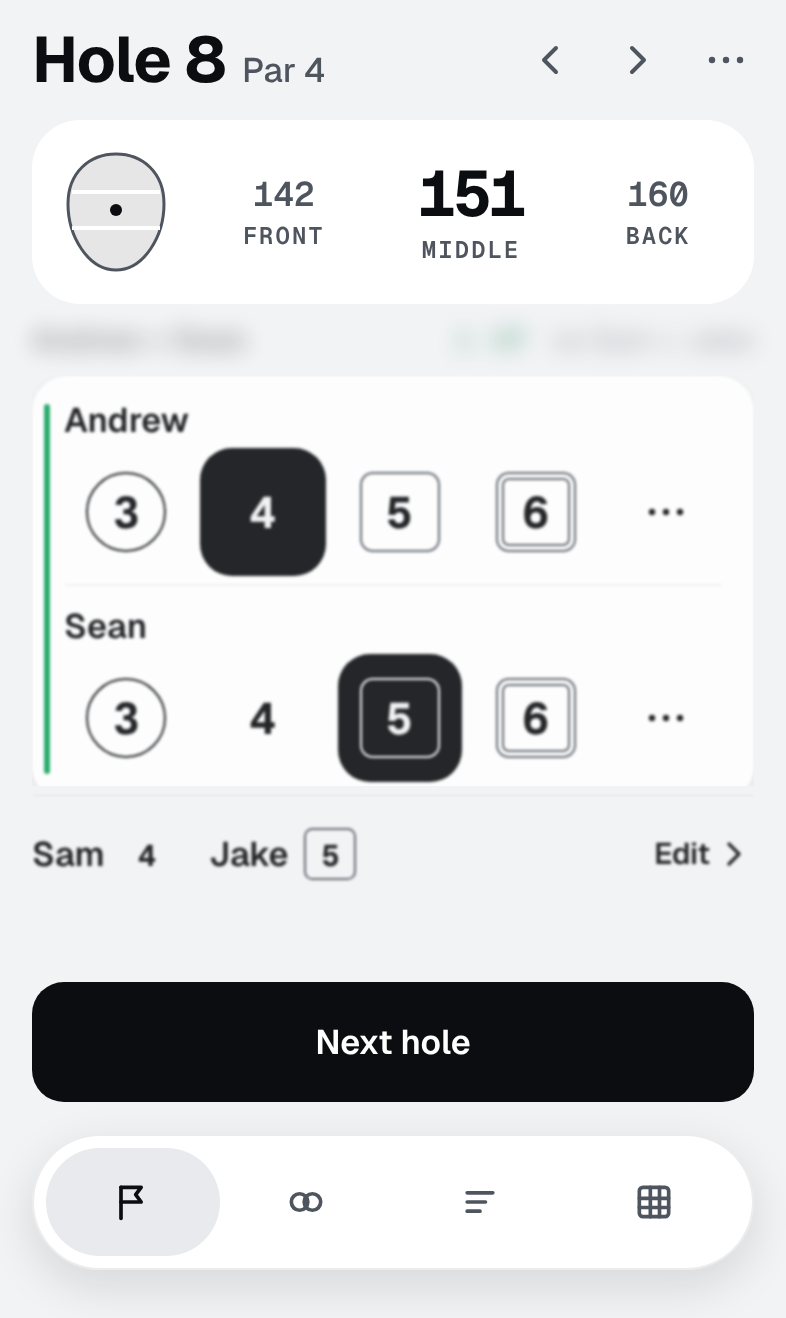 Hole 8 Par 4
142 151 160
FRONT MIDDLE BACK
Andrew
3 4 5 6
Sean
3 4 5 6
Sam 4 Jake 5 Edit
Next hole